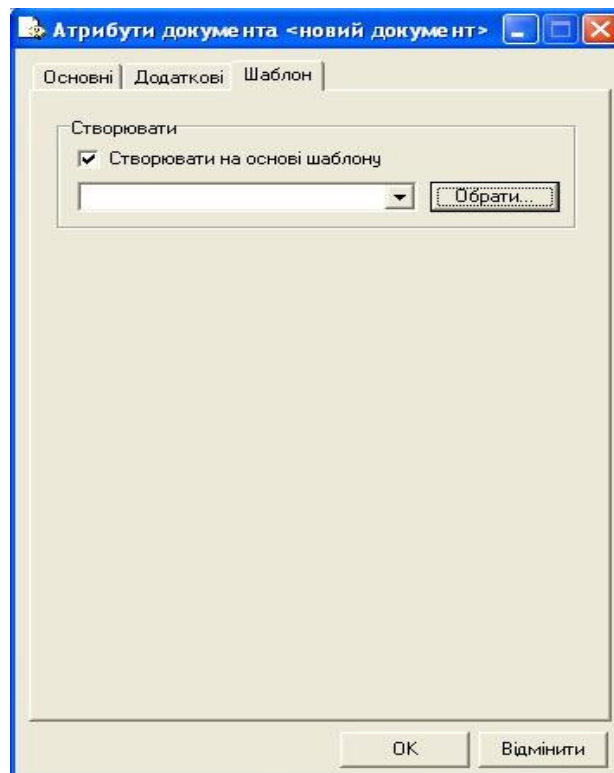 Атрибути документа <новий документ>
Основні Додаткові Шаблон
Створювати
Створювати на основі шаблону
Обрати...
OK Відмінити